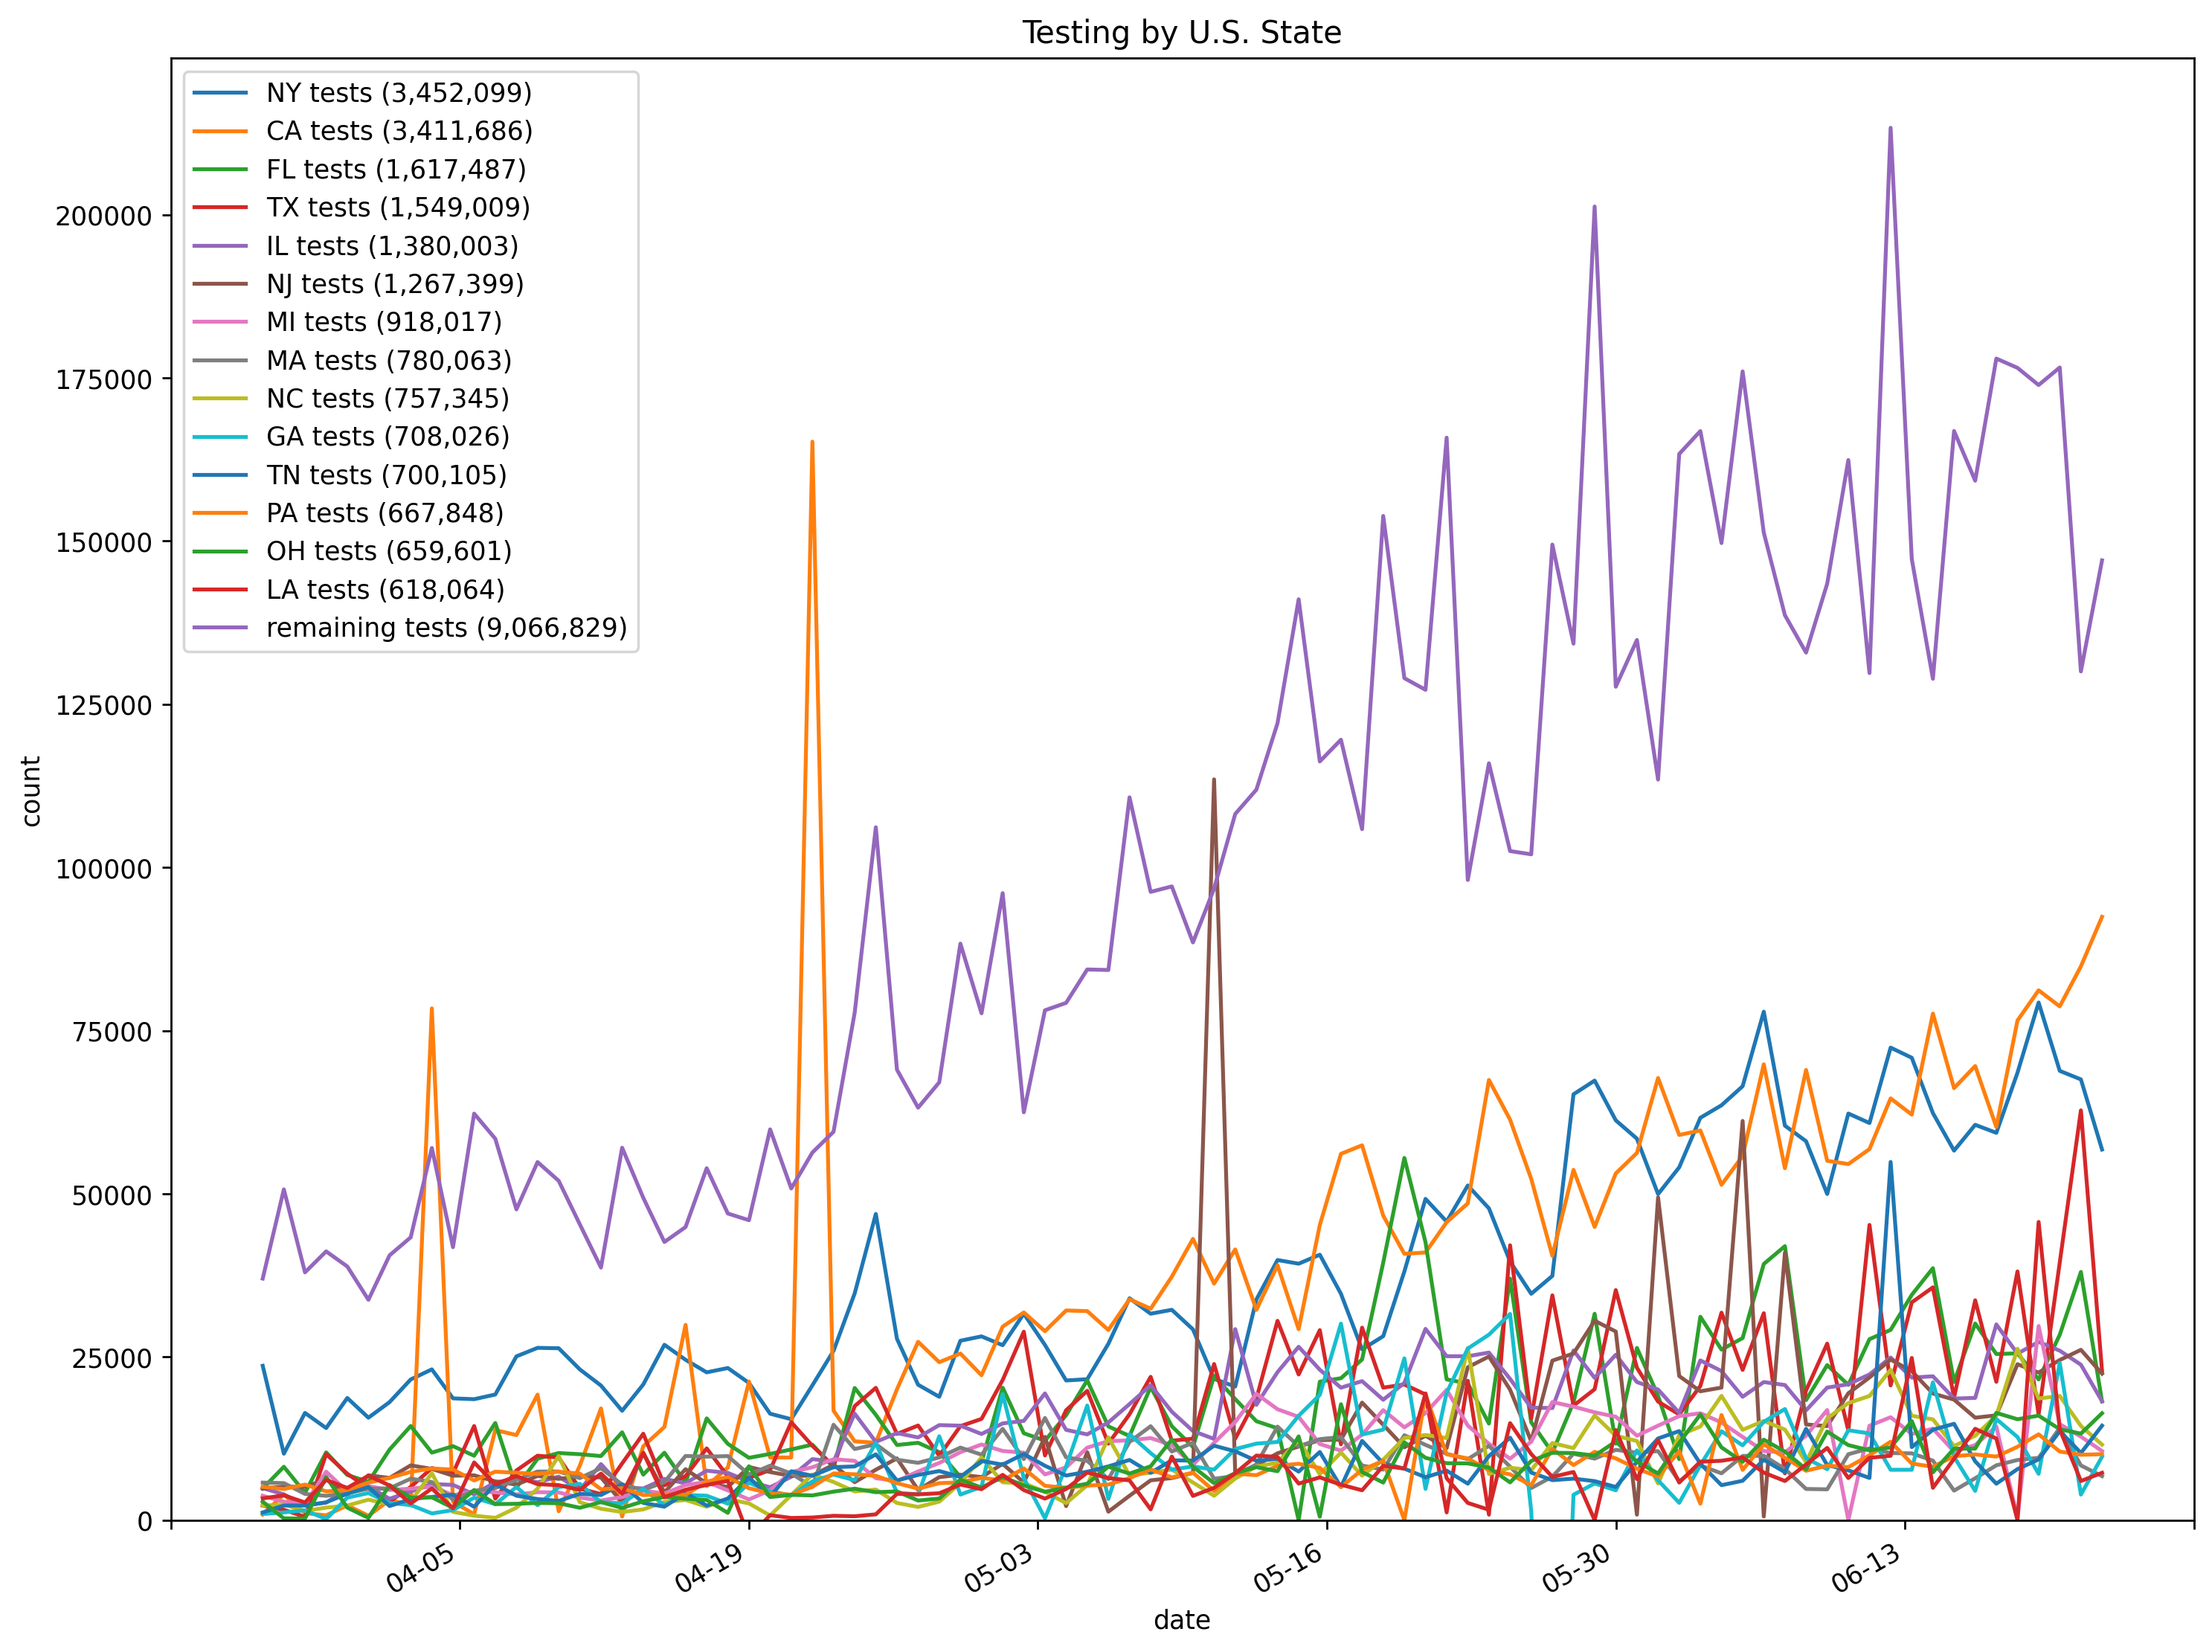 Testing by U.S. State
NY tests (3,452,099)
CA tests (3,411,686)
FL tests (1,617,487)
TX tests (1,549,009)
IL tests (1,380,003)
NJ tests (1,267,399)
MI tests (918,017)
MA tests (780,063)
NC tests (757,345)
GA tests (708,026)
TN tests (700,105)
PA tests (667,848)
OH tests (659,601)
LA tests (618,064)
remaining tests (9,066,829)
200000
175000
150000
125000
100000
75000
50000
25000
0
count
04-05
04-19
05-03
05-16
05-30
06-13
date